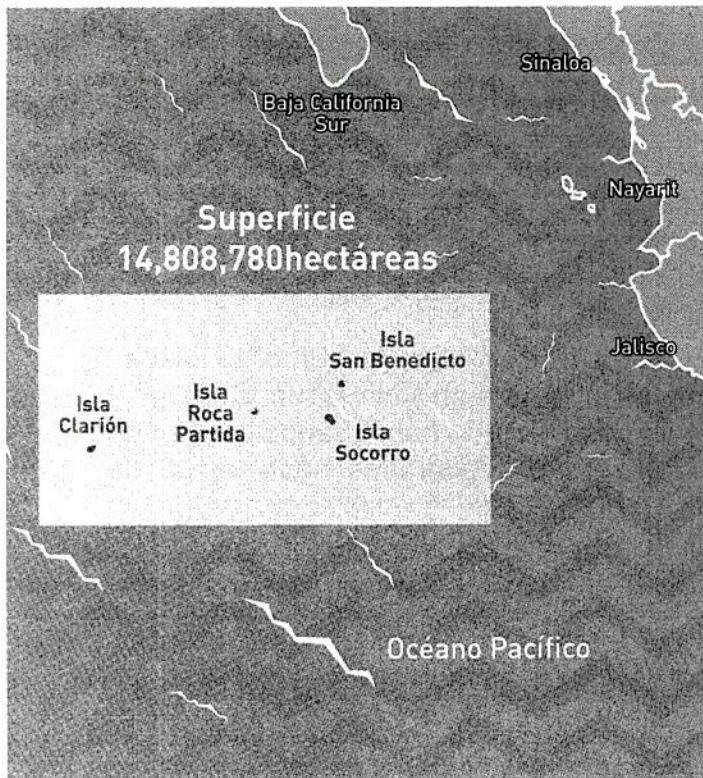 Sinaloa
Baja California
Sur
Nayarit
Superficie
14,808,780hectáreas
Jalisco
Isla
San Benedicto
Isla
Roca
Partida
Isla
Clarión
Isla
Socorro
Océano Pacífico